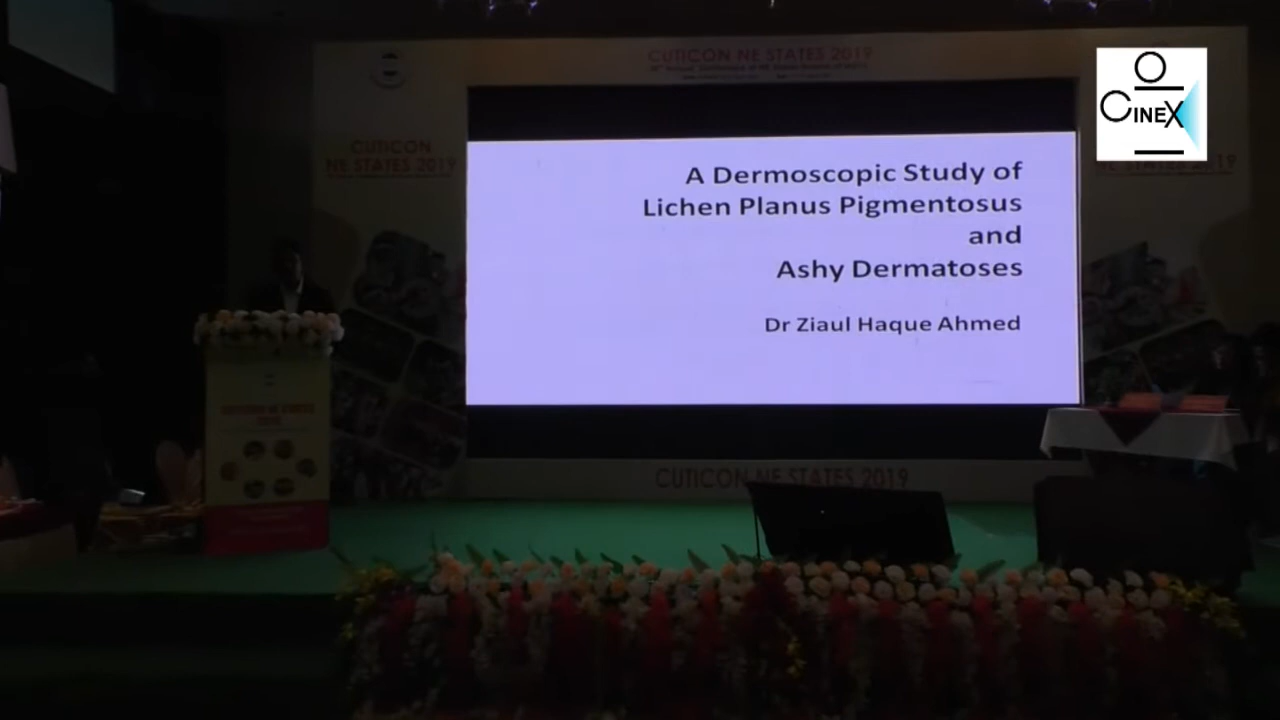 CUTICON NE STATES 2019
CUTICON
NE STATES 2019
CINEX
A Dermoscopic Study of
Lichen Planus Pigmentosus
and
Ashy Dermatoses
Dr Ziaul Haque Ahmed
CUTICON NE STATES 2019